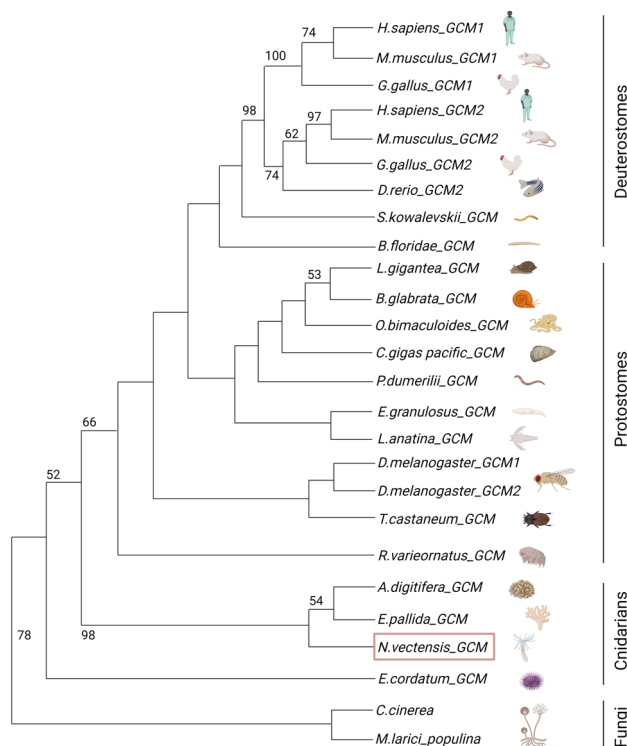 74
H.sapiens_GCM1
M.musculus_GCM1
100
G.gallus_GCM1
98
H.sapiens_GCM2
97
62
M.musculus_GCM2
G.gallus_GCM2
74
D.rerio_GCM2
S.kowalevskii_GCM
B.floridae_GCM
Deuterostomes
L.gigantea_GCM
53
B.glabrata_GCM
O.bimaculoides_GCM
C.gigas pacific_GCM
P.dumerilii_GCM
E.granulosus_GCM
L.anatina_GCM
66
D.melanogaster_GCM1
52
D.melanogaster_GCM2
T.castaneum_GCM
R.varieornatus_GCM
Protostomes
A.digitifera_GCM
54
E.pallida_GCM
78
98
N.vectensis_GCM
E.cordatum_GCM
Cnidarians
C.cinerea
M.larici_populina
Fungi